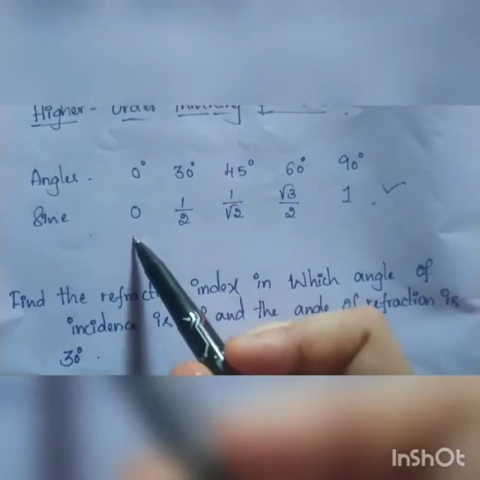 Higher - order
Angles - 0° 30° 45° 60° 90°
Sine 0 1/2 1/√2 √3/2 1 . ✓
Find the index in which angle of
incidence is and the angle of refraction is
30° .
InShOt